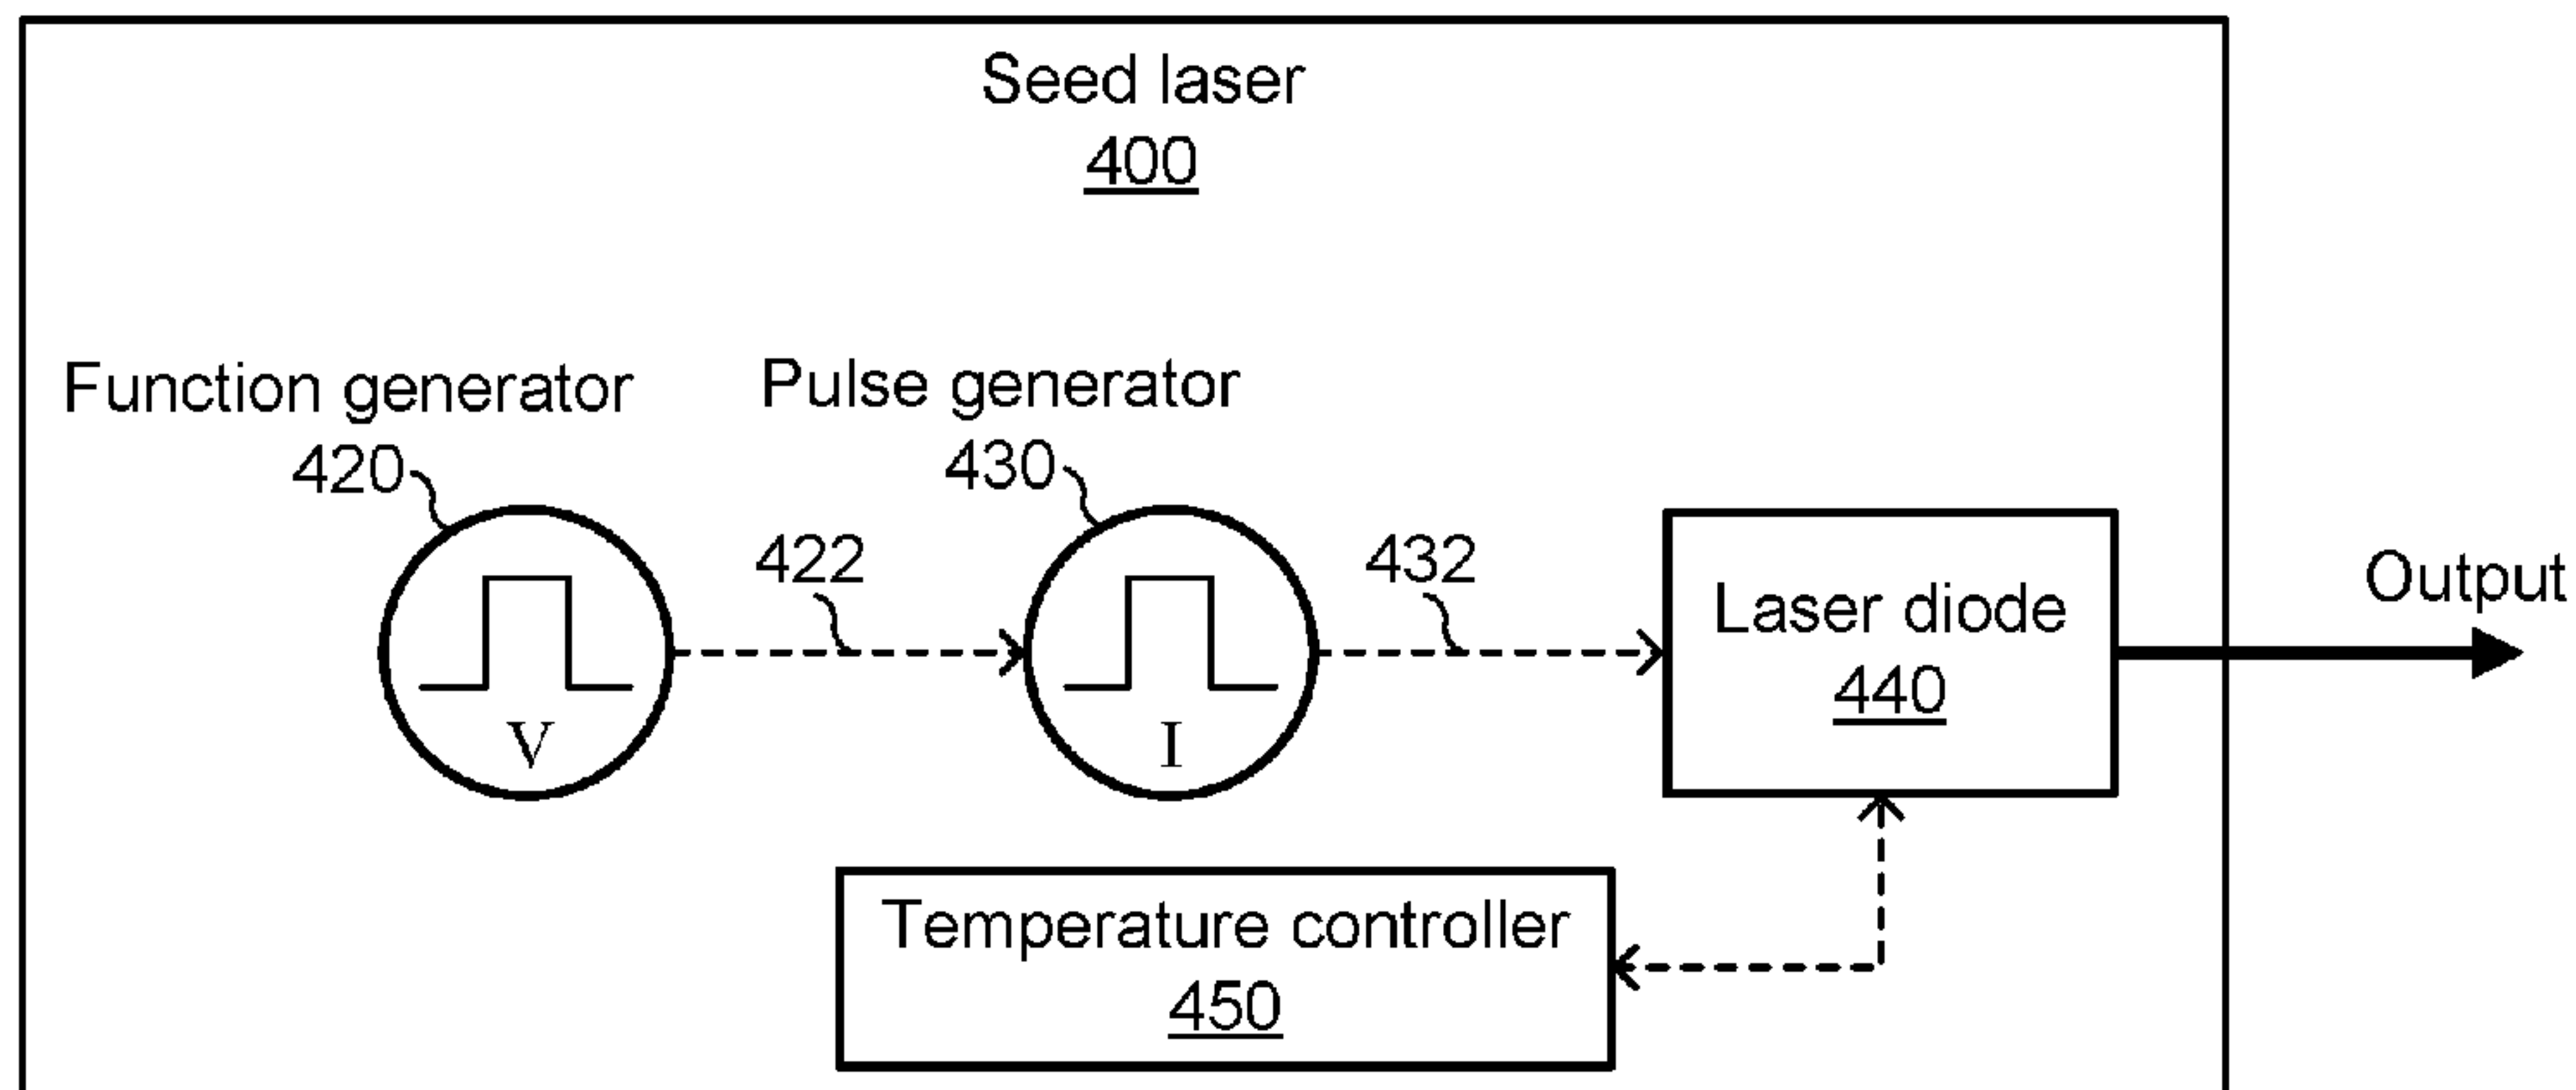 Seed laser
400
Function generator
420
Pulse generator
430
422
432
Output
Laser diode
440
V
I
Temperature controller
450